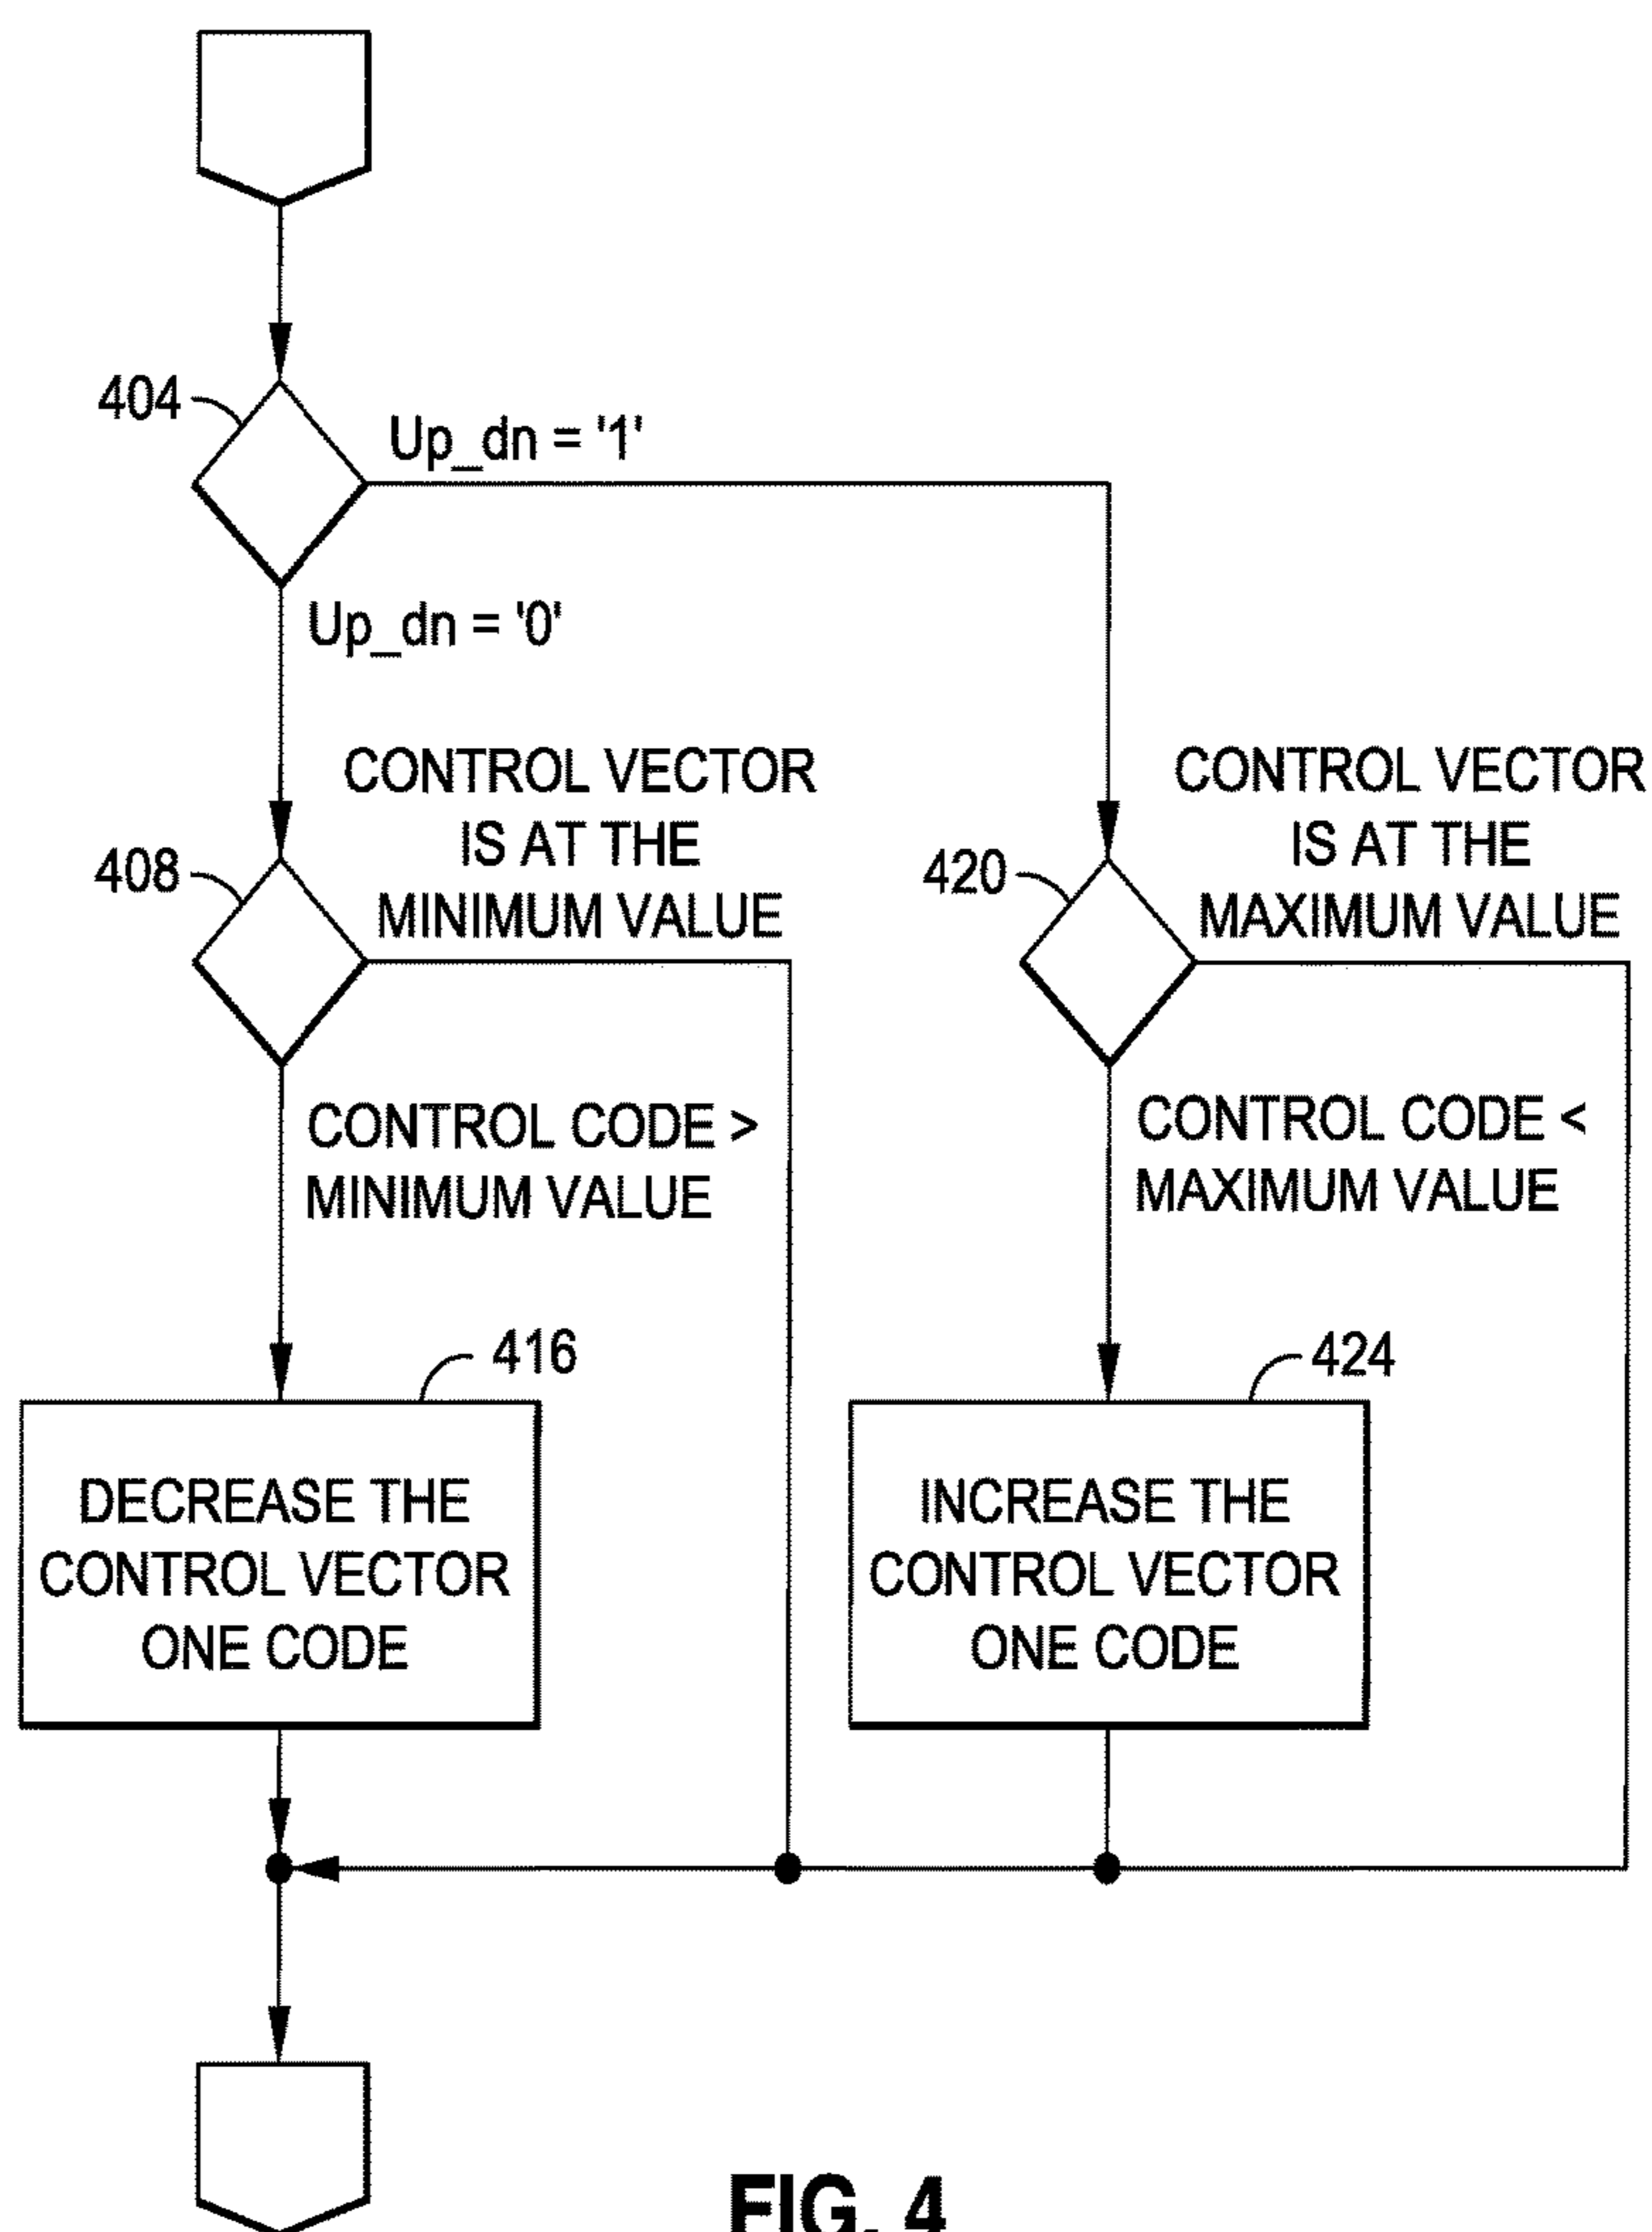 404
Up_dn = '1'
Up_dn = '0'
CONTROL VECTOR
IS AT THE
MINIMUM VALUE
408
CONTROL VECTOR
IS AT THE
MAXIMUM VALUE
420
CONTROL CODE >
MINIMUM VALUE
CONTROL CODE <
MAXIMUM VALUE
416
DECREASE THE
CONTROL VECTOR
ONE CODE
424
INCREASE THE
CONTROL VECTOR
ONE CODE
FIG. 4